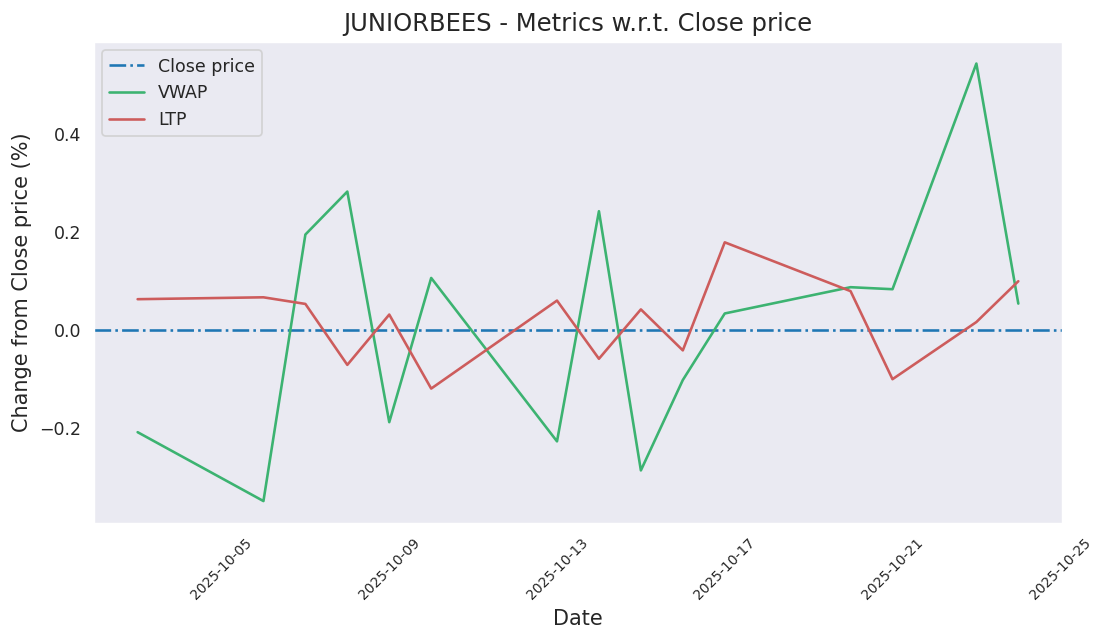 JUNIORBEES - Metrics w.r.t. Close price
Close price
VWAP
LTP
Change from Close price (%)
0.4
0.2
0.0
−0.2
2025-10-05
2025-10-09
2025-10-13
2025-10-17
2025-10-21
2025-10-25
Date